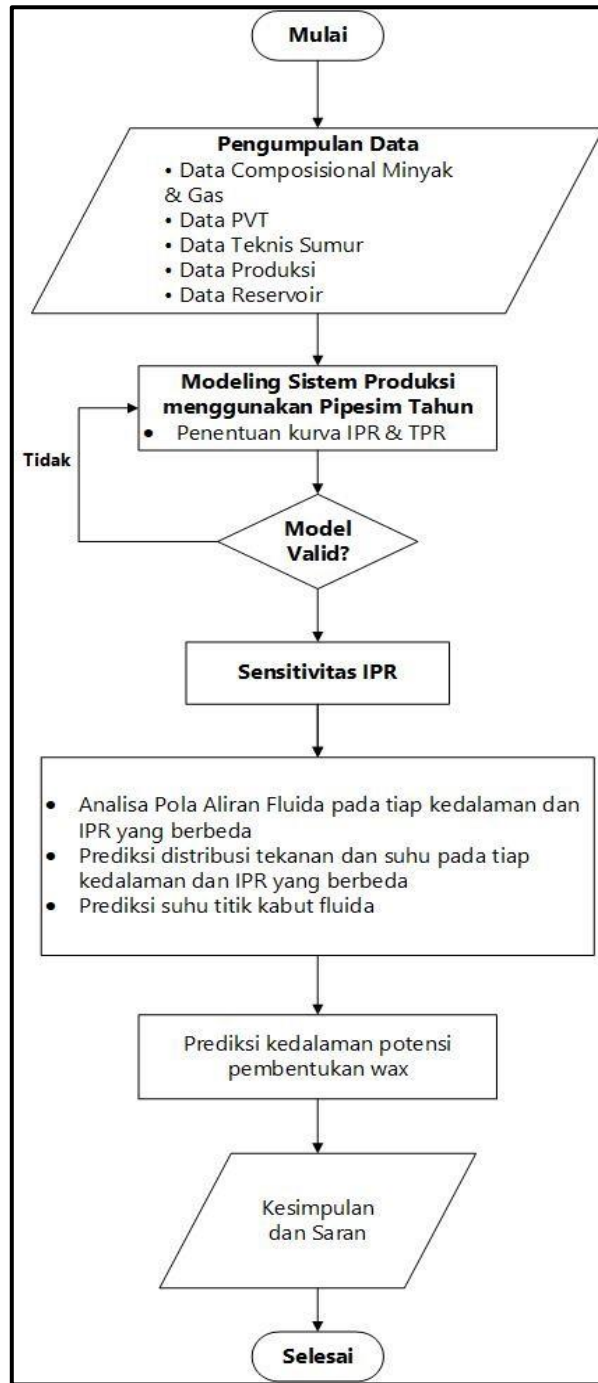 Mulai
Pengumpulan Data
• Data Composisional Minyak
& Gas
• Data PVT
• Data Teknis Sumur
• Data Produksi
• Data Reservoir
Modeling Sistem Produksi
menggunakan Pipesim Tahun
• Penentuan kurva IPR & TPR
Tidak
Model
Valid?
Sensitivitas IPR
• Analisa Pola Aliran Fluida pada tiap kedalaman dan
IPR yang berbeda
• Prediksi distribusi tekanan dan suhu pada tiap
kedalaman dan IPR yang berbeda
• Prediksi suhu titik kabut fluida
Prediksi kedalaman potensi
pembentukan wax
Kesimpulan
dan Saran
Selesai